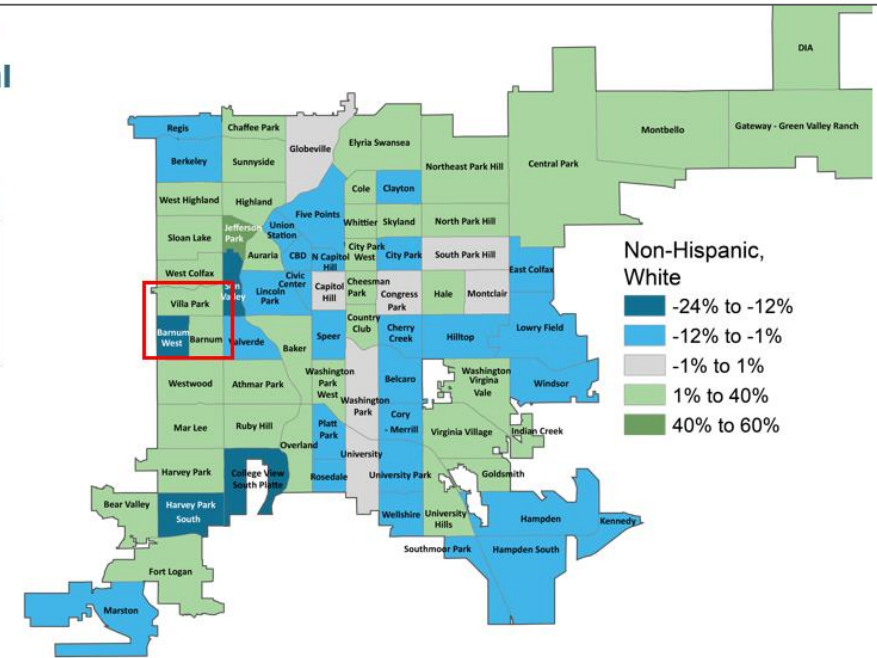 al
DIA
Regis
Chaffee Park
Globeville
Elyria Swansea
Montbello
Gateway - Green Valley Ranch
Berkeley
Sunnyside
Northeast Park Hill
Central Park
West Highland
Highland
Cole
Clayton
Five Points
Whittier
Skyland
North Park Hill
Jefferson
Park
Union
Station
Sloan Lake
Auraria
CBD
N Capitol
Hill
City Park
West
City Park
South Park Hill
East Colfax
West Colfax
Sun
Valley
Lincoln
Park
Civic
Center
Capitol
Hill
Cheesman
Park
Congress
Park
Hale
Montclair
Villa Park
Barnum
West
Barnum
Valverde
Baker
Speer
Country
Club
Cherry
Creek
Hilltop
Lowry Field
Westwood
Athmar Park
Washington
Park
West
Washington
Park
Belcaro
Washington
Virginia
Vale
Windsor
Mar Lee
Ruby Hill
Overland
Platt
Park
Cory
- Merrill
Virginia Village
Indian Creek
University
Harvey Park
College View
South Platte
Rosedale
University Park
Goldsmith
Bear Valley
Harvey Park
South
Wellshire
University
Hills
Hampden
Kennedy
Southmoor Park
Hampden South
Fort Logan
Marston
Non-Hispanic,
White
-24% to -12%
-12% to -1%
-1% to 1%
1% to 40%
40% to 60%